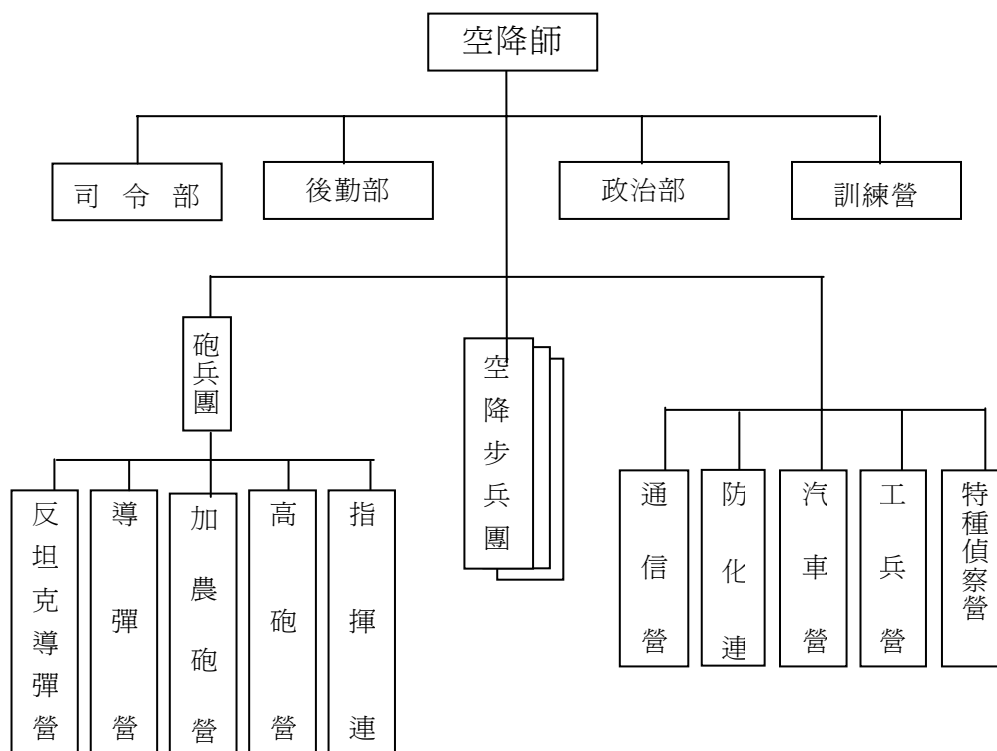 空降師
司 令 部
後勤部
政治部
訓練營
砲兵團
空降步兵團
反坦克導彈營
導彈營
加農砲營
高砲營
指揮連
通信營
防化連
汽車營
工兵營
特種偵察營